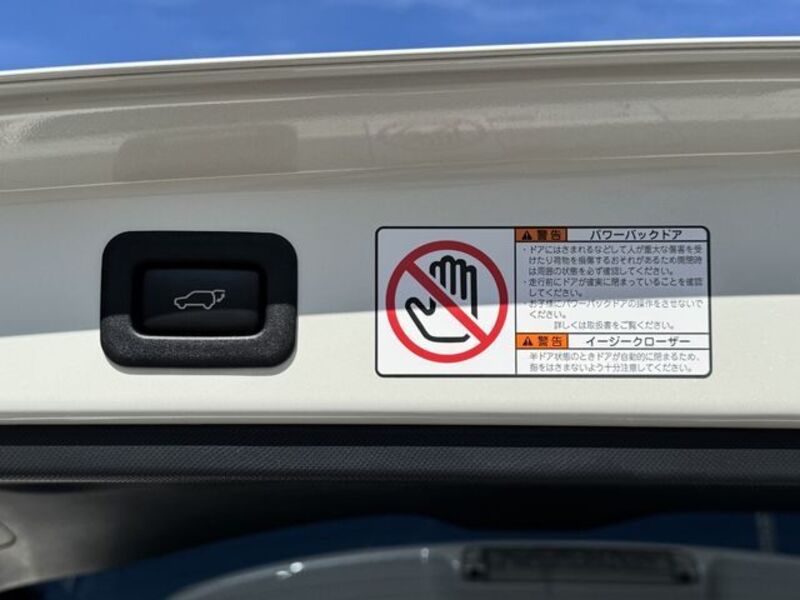 警告 パワーバックドア
・ドアにはさまれるなどして人が重大な傷害を受
けたり荷物を損傷するおそれがあるため開閉時
は周囲の状態を必ず確認してください。
・走行前にドアが確実に閉まっていることを確認
してください。
・お子様にパワーバックドアの操作をさせないで
ください。
詳しくは取扱書をご覧ください。
警告 イージークローザー
半ドア状態のときドアが自動的に閉まるため、
指をはさまないよう十分注意してください。